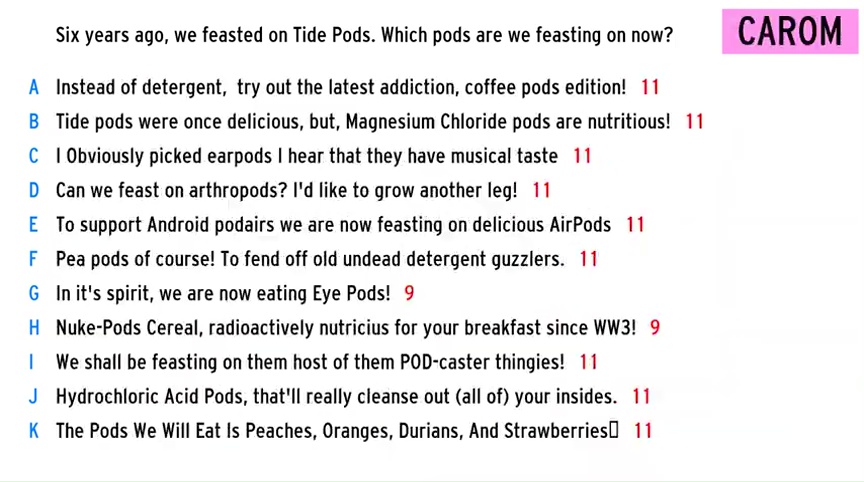 Six years ago, we feasted on Tide Pods. Which pods are we feasting on now?
CAROM
A Instead of detergent, try out the latest addiction, coffee pods edition! 11
B Tide pods were once delicious, but, Magnesium Chloride pods are nutritious! 11
C I Obviously picked earpods I hear that they have musical taste 11
D Can we feast on arthropods? I'd like to grow another leg! 11
E To support Android podairs we are now feasting on delicious AirPods 11
F Pea pods of course! To fend off old undead detergent guzzlers. 11
G In it's spirit, we are now eating Eye Pods! 9
H Nuke-Pods Cereal, radioactively nutricius for your breakfast since WW3! 9
I We shall be feasting on them host of them POD-caster thingies! 11
J Hydrochloric Acid Pods, that'll really cleanse out (all of) your insides. 11
K The Pods We Will Eat Is Peaches, Oranges, Durians, And Strawberries▯ 11